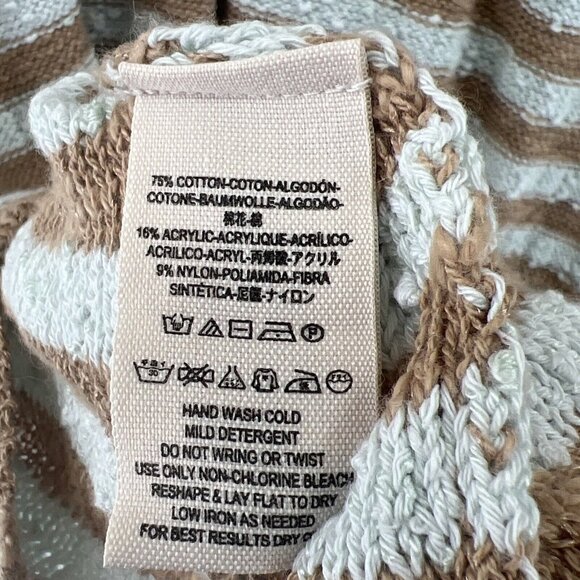 75% COTTON-COTON-ALGODÓN-
COTONE-BAUMWOLLE-ALGODÃO-
棉花-綿
16% ACRYLIC-ACRYLIQUE-ACRÍLICO-
ACRILICO-ACRYL-丙烯酸-アクリル
9% NYLON-POLIAMIDA-FIBRA
SINTÉTICA-尼龍-ナイロン
P
30
HAND WASH COLD
MILD DETERGENT
DO NOT WRING OR TWIST
USE ONLY NON-CHLORINE BLEACH
RESHAPE & LAY FLAT TO DRY
LOW IRON AS NEEDED
FOR BEST RESULTS DRY